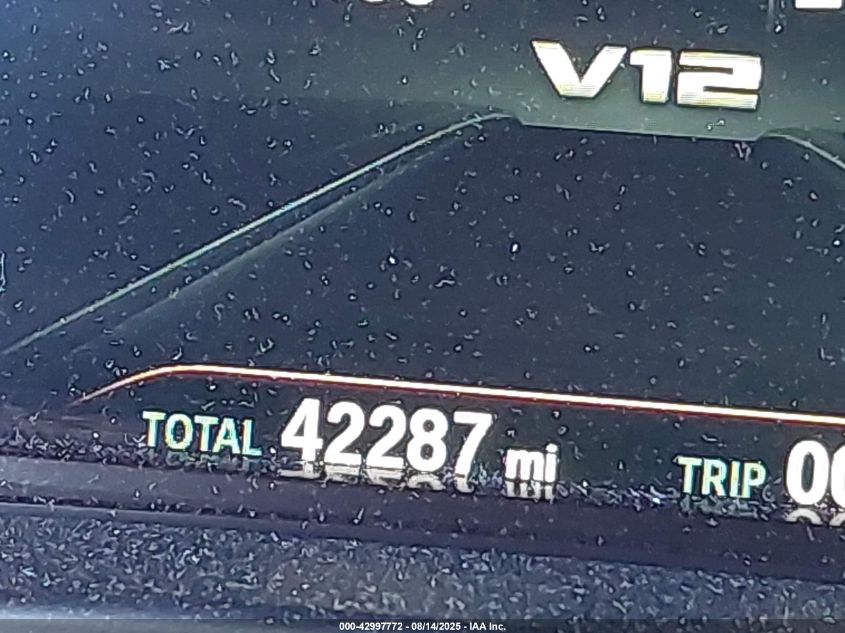 V12
TOTAL 42287 mi TRIP
000-42997772 - 08/14/2025 - IAA Inc.